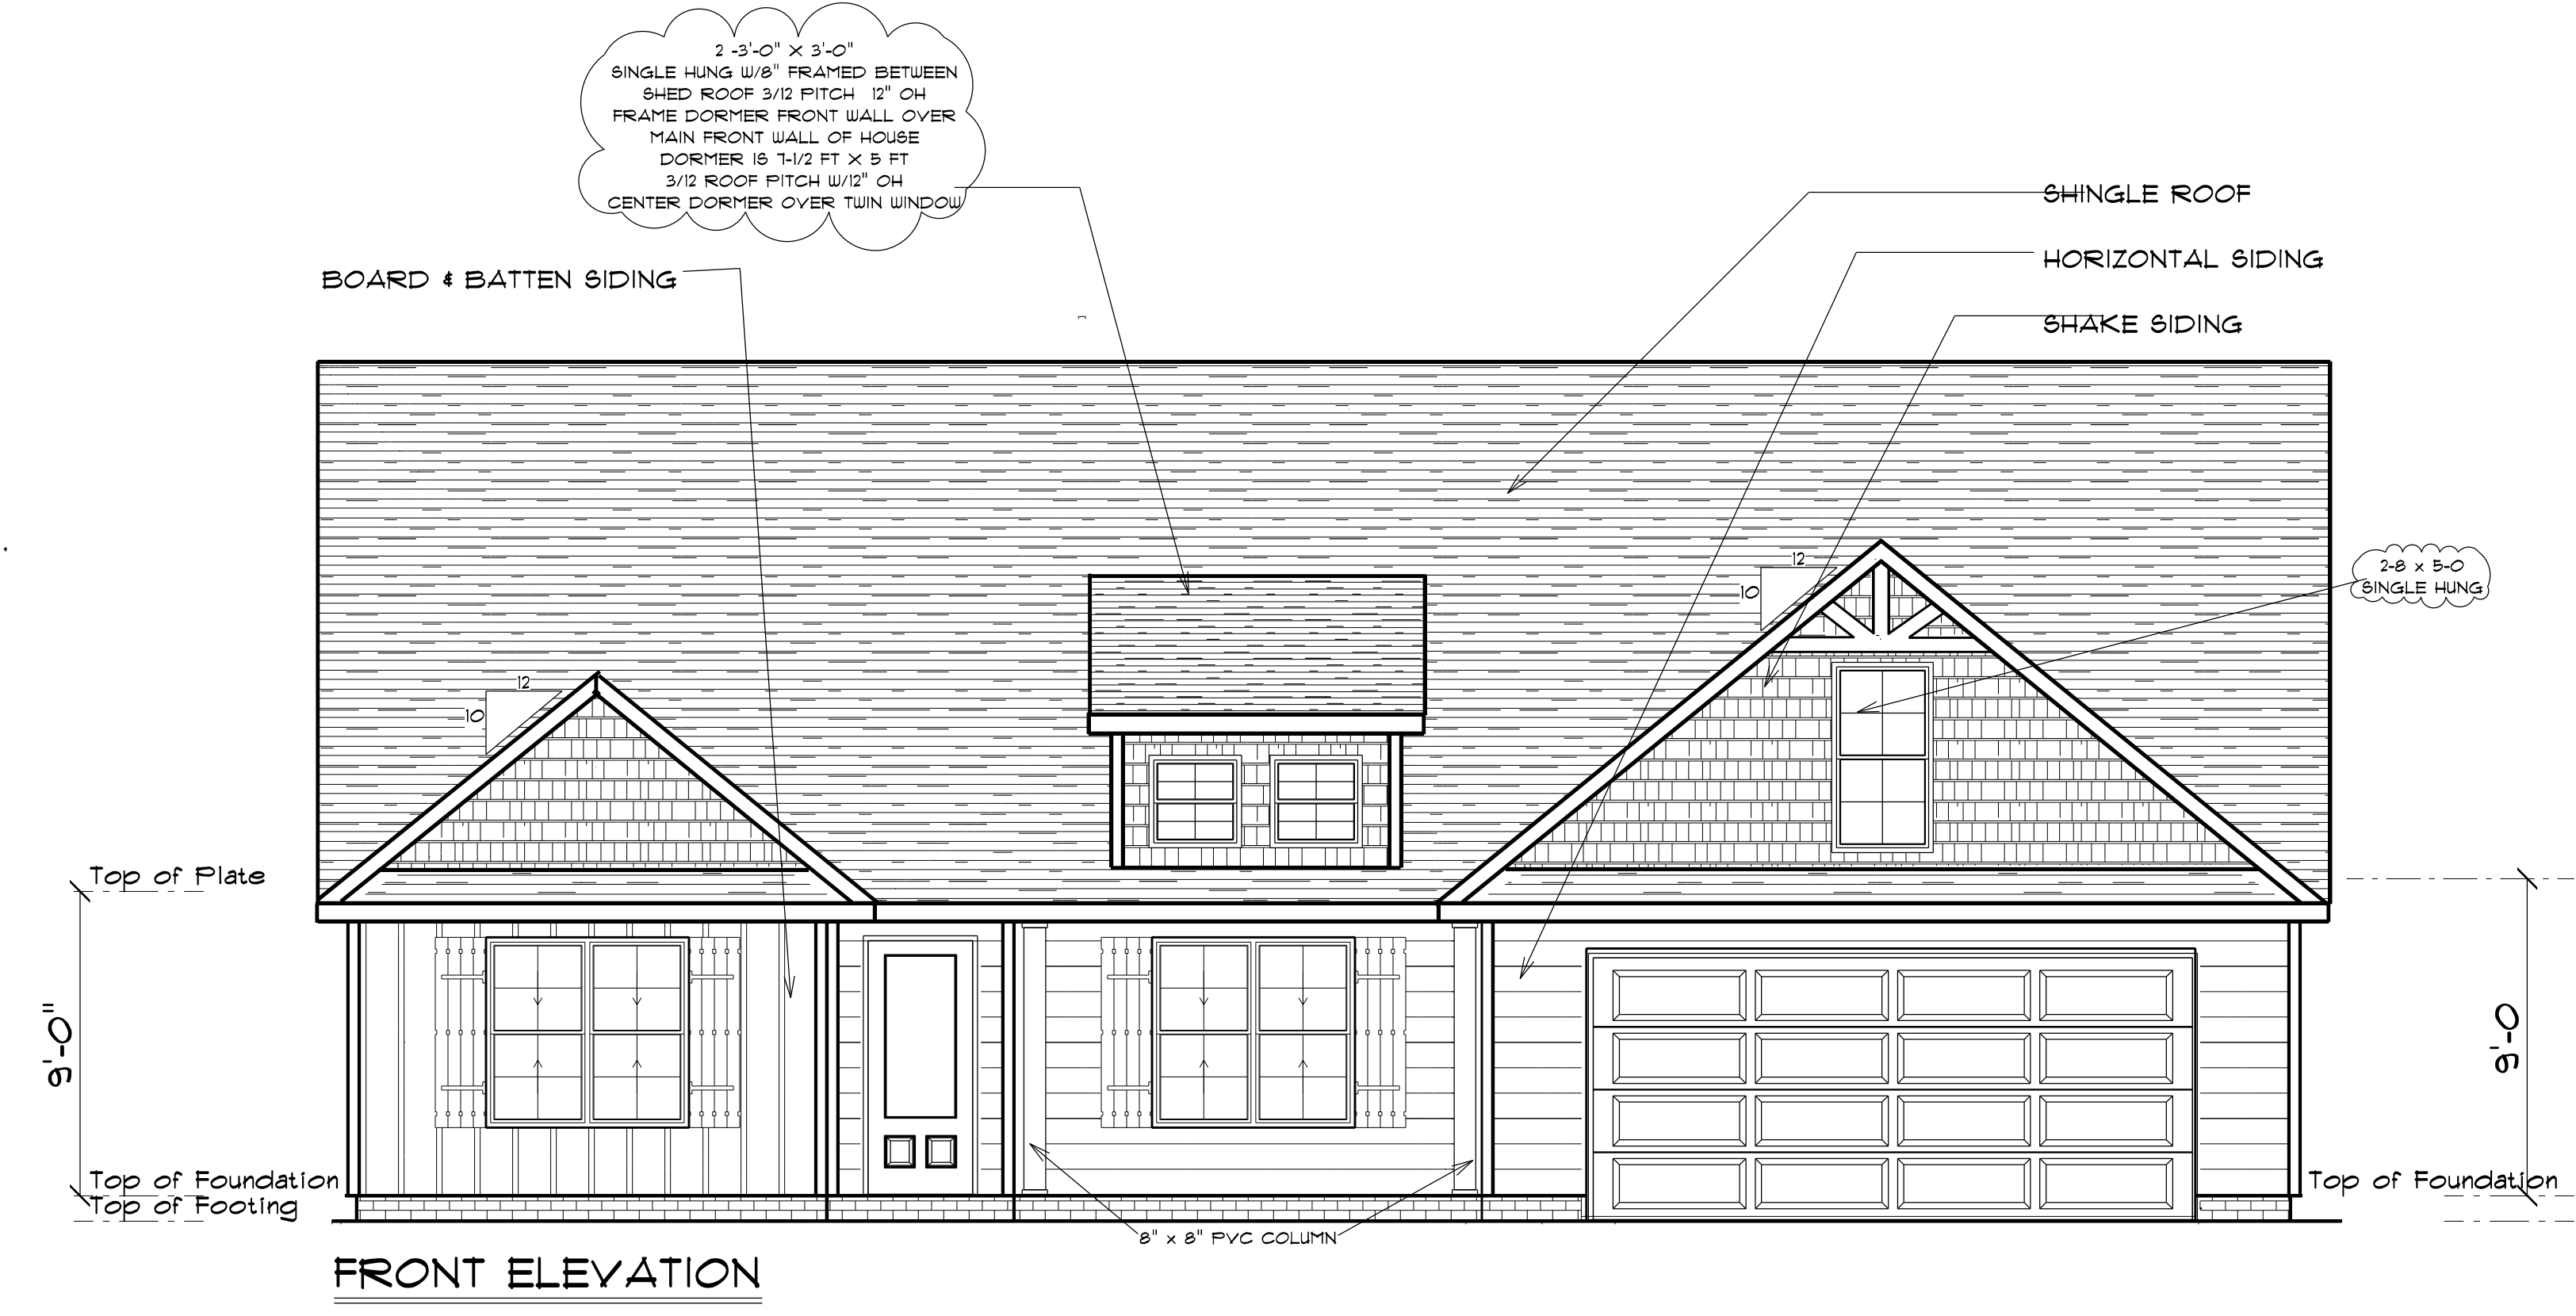 2 -3'-0" X 3'-0"
SINGLE HUNG W/8" FRAMED BETWEEN
SHED ROOF 3/12 PITCH 12" OH
FRAME DORMER FRONT WALL OVER
MAIN FRONT WALL OF HOUSE
DORMER IS 7-1/2 FT X 5 FT
3/12 ROOF PITCH W/12" OH
CENTER DORMER OVER TWIN WINDOW
SHINGLE ROOF
HORIZONTAL SIDING
BOARD & BATTEN SIDING
SHAKE SIDING
12
10
2-8 x 5-0
SINGLE HUNG
12
10
Top of Plate
9'-0"
9'-0
Top of Foundation
Top of Footing
Top of Foundation
8" x 8" PVC COLUMN
FRONT ELEVATION